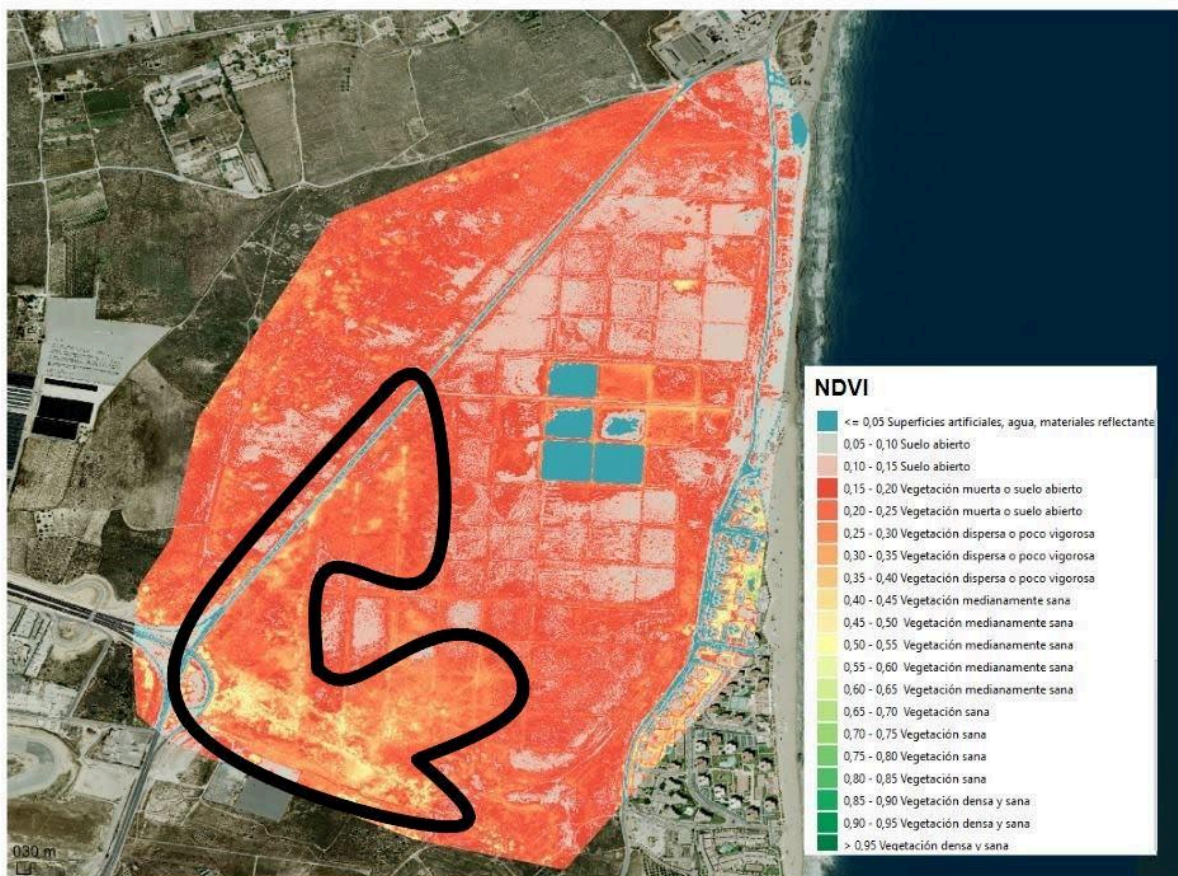 NDVI
<= 0,05 Superficies artificiales, agua, materiales reflectante
0,05 - 0,10 Suelo abierto
0,10 - 0,15 Suelo abierto
0,15 - 0,20 Vegetación muerta o suelo abierto
0,20 - 0,25 Vegetación muerta o suelo abierto
0,25 - 0,30 Vegetación dispersa o poco vigorosa
0,30 - 0,35 Vegetación dispersa o poco vigorosa
0,35 - 0,40 Vegetación dispersa o poco vigorosa
0,40 - 0,45 Vegetación medianamente sana
0,45 - 0,50 Vegetación medianamente sana
0,50 - 0,55 Vegetación medianamente sana
0,55 - 0,60 Vegetación medianamente sana
0,60 - 0,65 Vegetación medianamente sana
0,65 - 0,70 Vegetación sana
0,70 - 0,75 Vegetación sana
0,75 - 0,80 Vegetación sana
0,80 - 0,85 Vegetación sana
0,85 - 0,90 Vegetación densa y sana
0,90 - 0,95 Vegetación densa y sana
> 0,95 Vegetación densa y sana